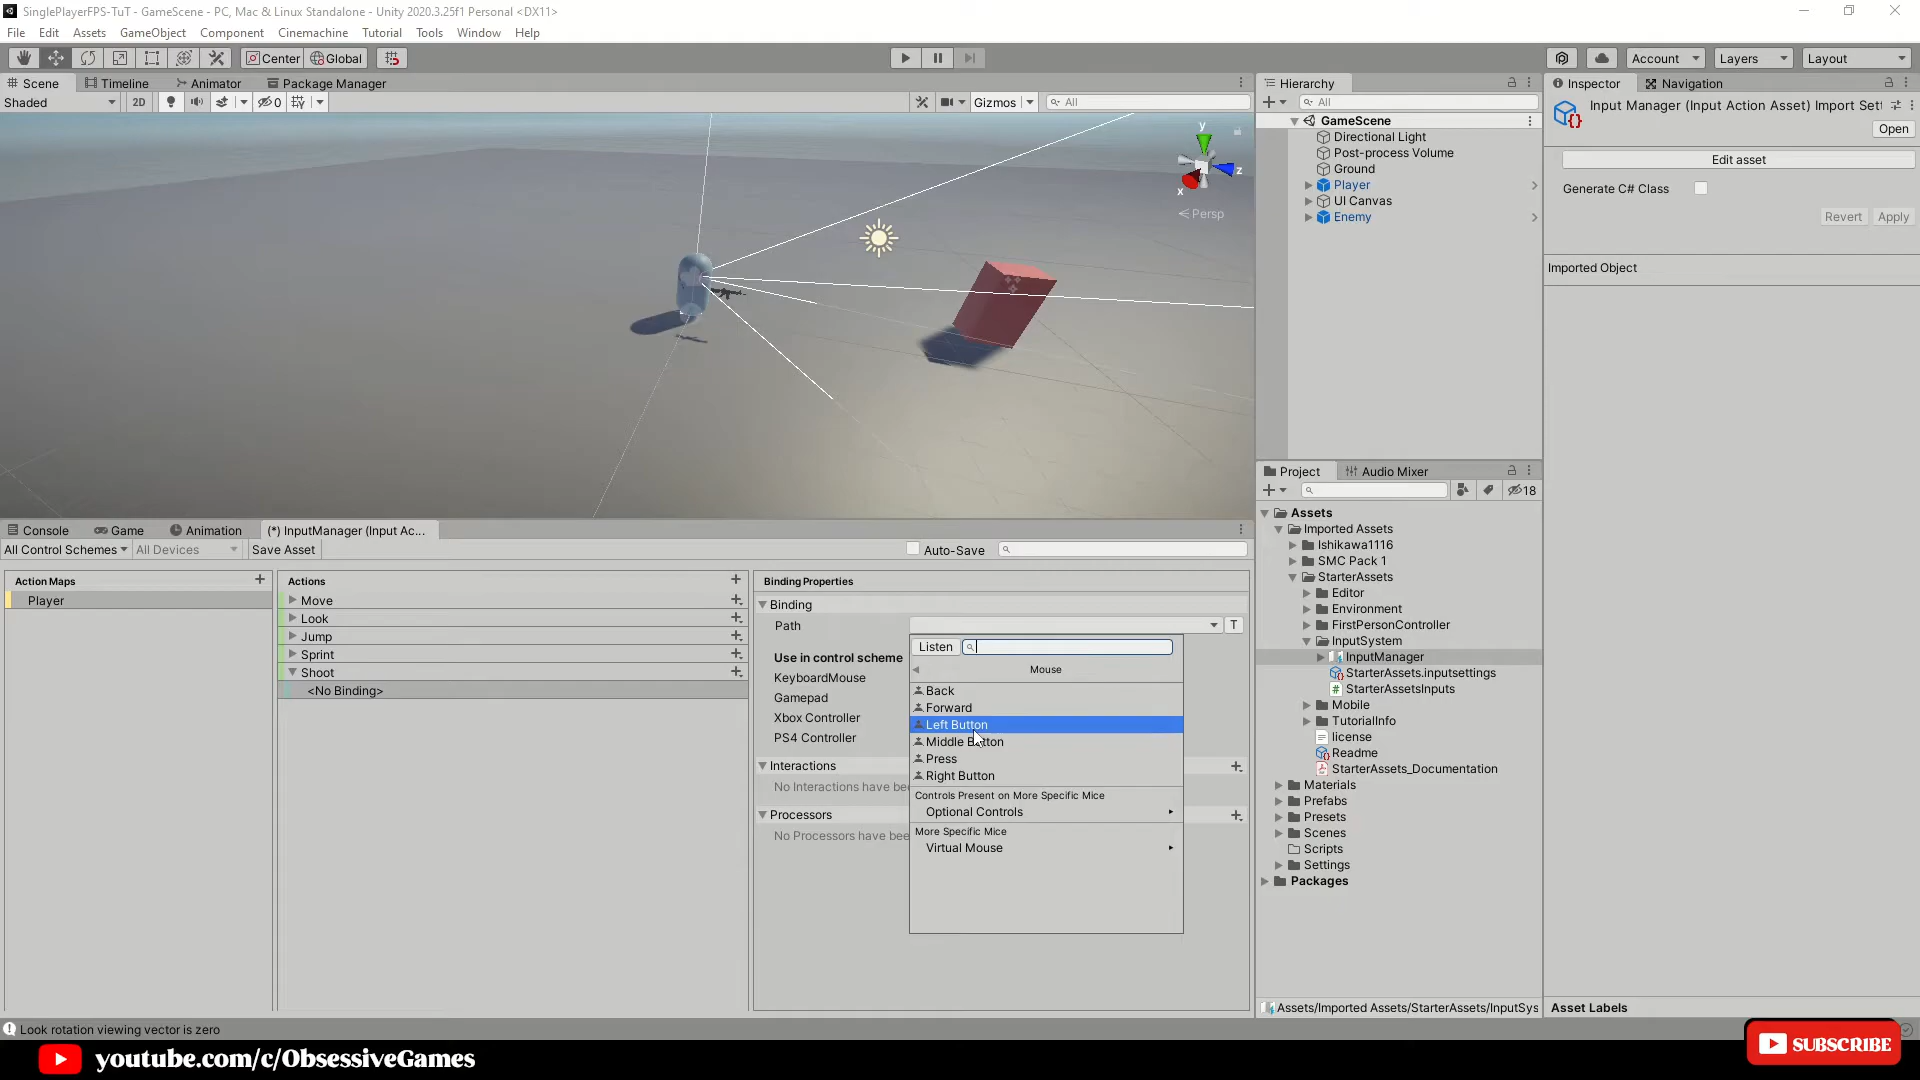 SinglePlayerFPS-TuT - GameScene - PC, Mac & Linux Standalone - Unity 2020.3.25f1 Personal <DX11>
File Edit Assets GameObject Component Cinemachine Tutorial Tools Window Help
Center Global Account Layers Layout
Scene Timeline Animator Package Manager
Shaded 2D 0 Gizmos All
y
z
x
Persp
Hierarchy
All
GameScene
Directional Light
Post-process Volume
Ground
Player
UI Canvas
Enemy
Inspector Navigation
Input Manager (Input Action Asset) Import Set
Open
Edit asset
Generate C# Class
Revert Apply
Imported Object
Console Game Animation (*) InputManager (Input Ac...
All Control Schemes All Devices Save Asset Auto-Save
Action Maps
Player
Actions
Move
Look
Jump
Sprint
Shoot
<No Binding>
Binding Properties
Binding
Path T
Use in control scheme
KeyboardMouse
Gamepad
Xbox Controller
PS4 Controller
Interactions
No Interactions have bee
Processors
No Processors have bee
Listen
Mouse
Back
Forward
Left Button
Middle Button
Press
Right Button
Controls Present on More Specific Mice
Optional Controls
More Specific Mice
Virtual Mouse
Project Audio Mixer
18
Assets
Imported Assets
Ishikawa1116
SMC Pack 1
StarterAssets
Editor
Environment
FirstPersonController
InputSystem
InputManager
StarterAssets.inputsettings
StarterAssetsInputs
Mobile
TutorialInfo
license
Readme
StarterAssets_Documentation
Materials
Prefabs
Presets
Scenes
Scripts
Settings
Packages
Assets/Imported Assets/StarterAssets/InputSys
Asset Labels
Look rotation viewing vector is zero
youtube.com/c/ObsessiveGames
SUBSCRIBE